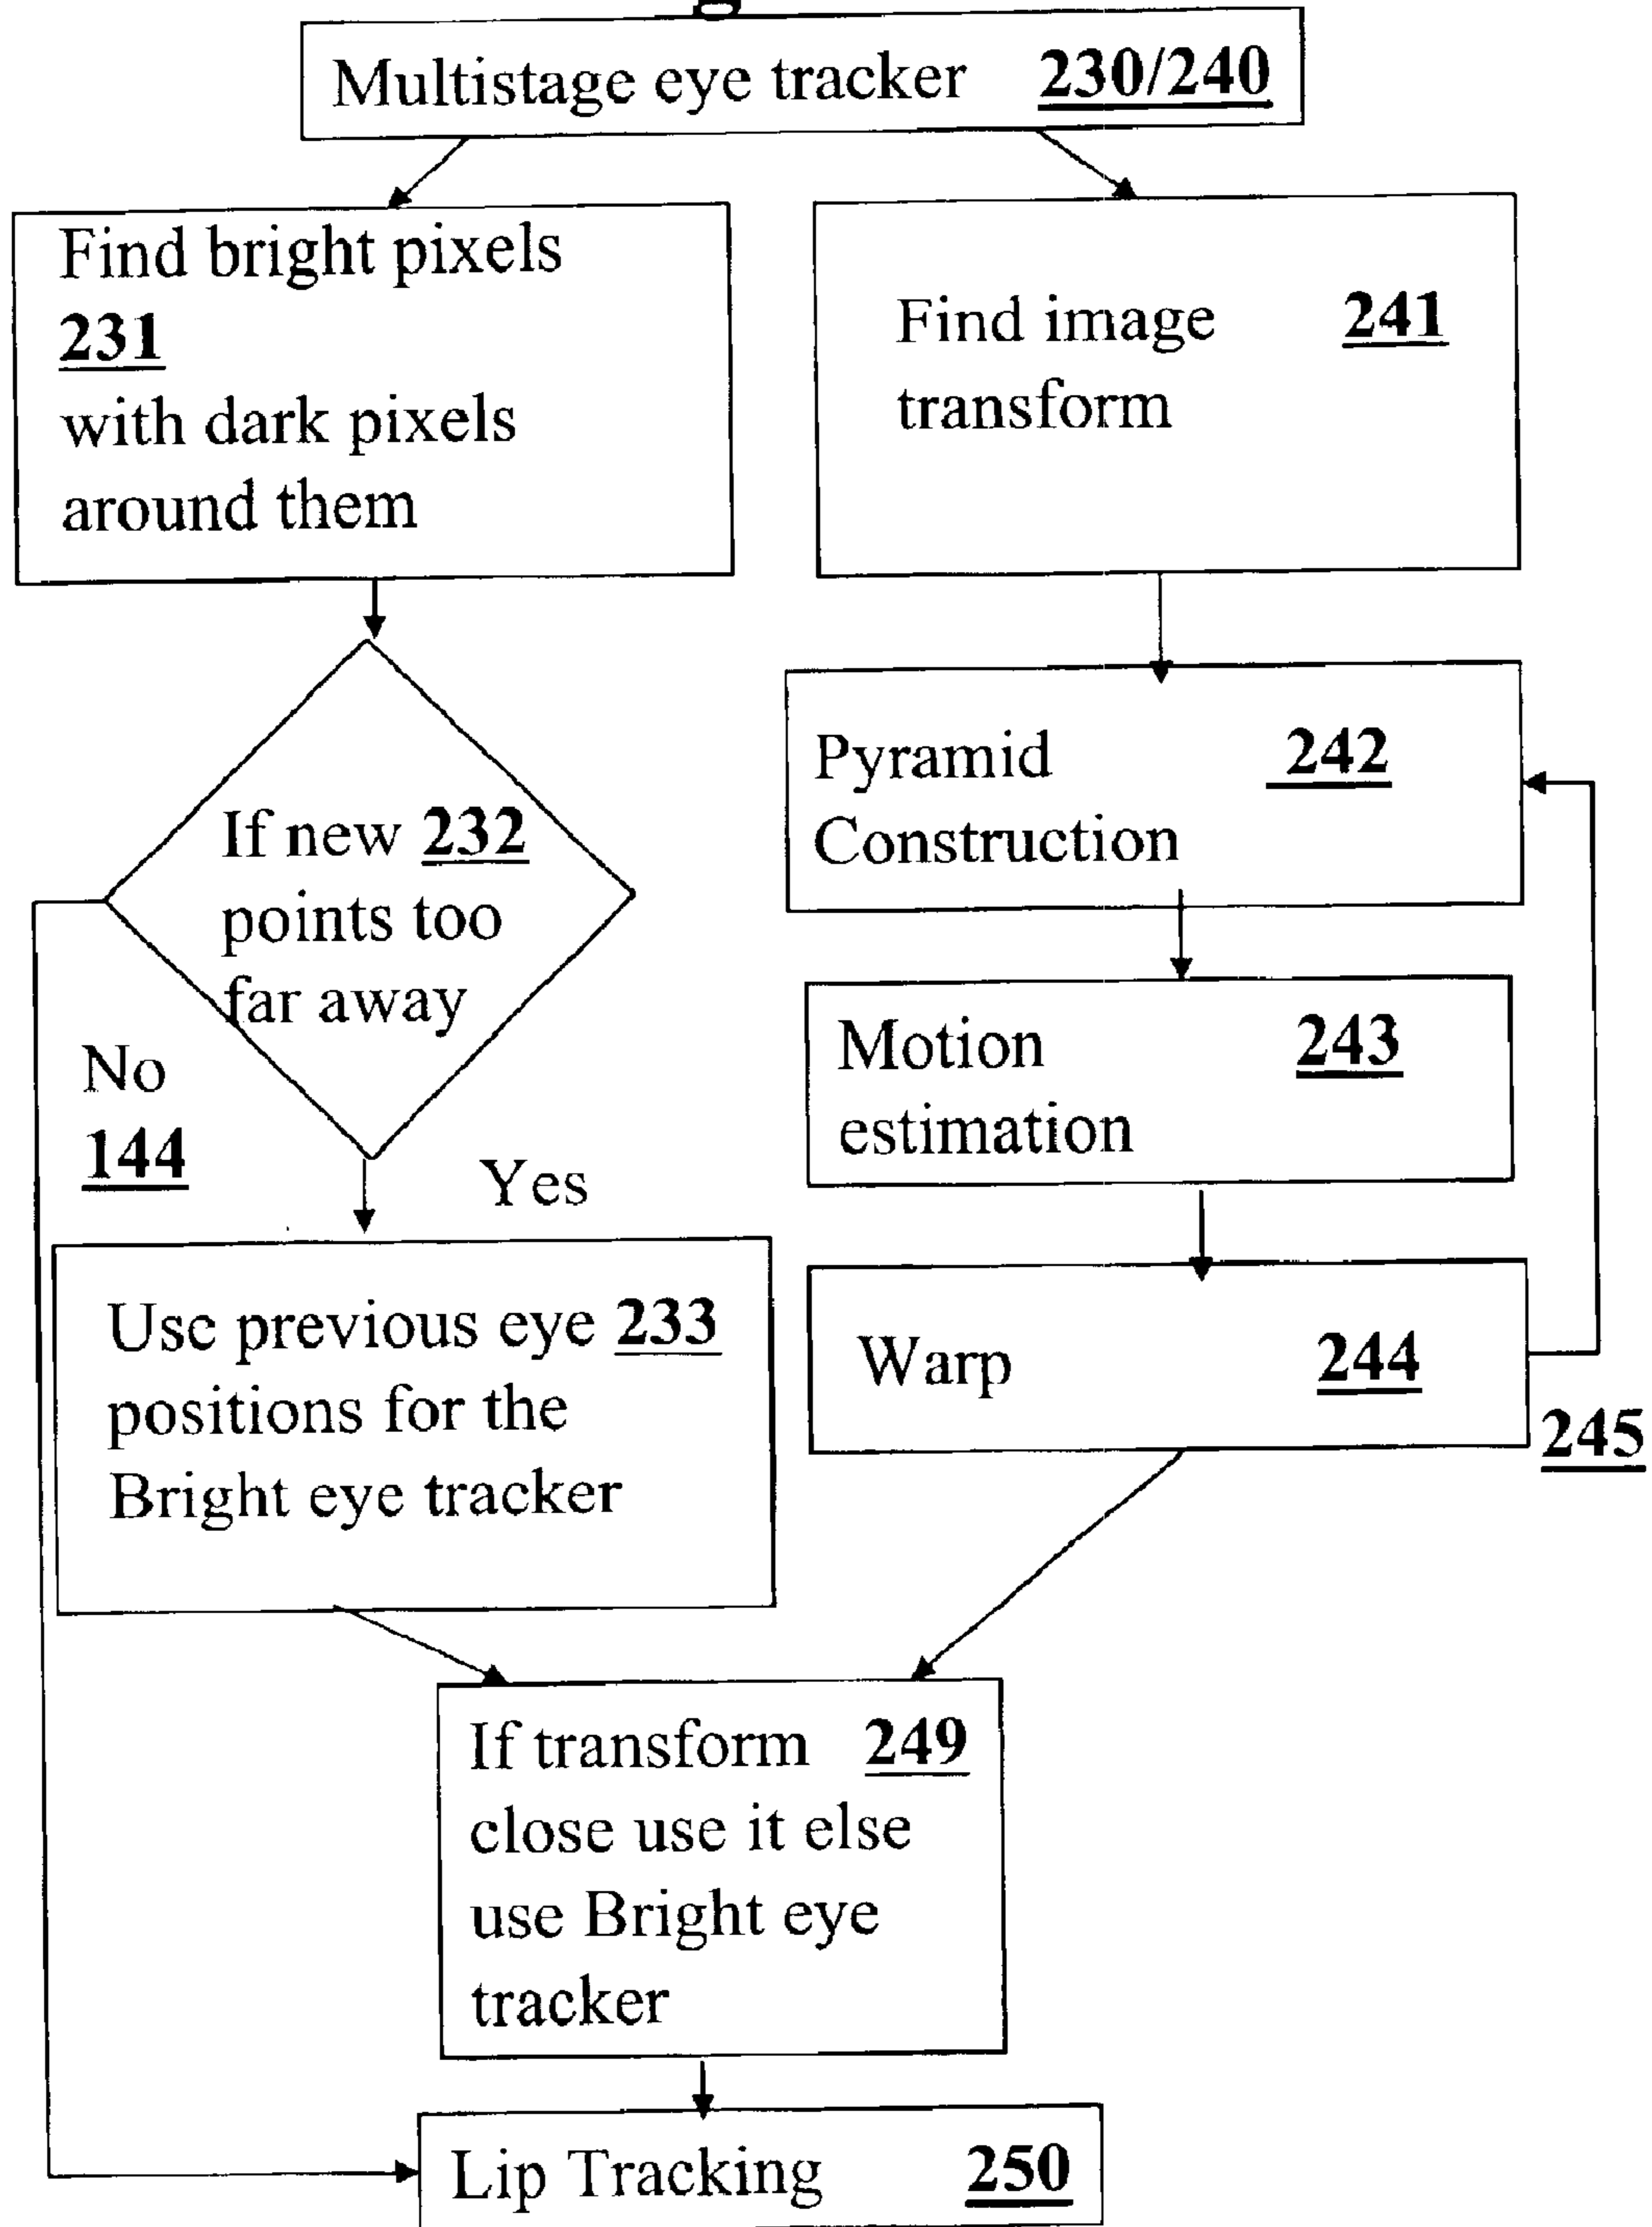 Multistage eye tracker 230/240
Find bright pixels
231
with dark pixels
around them
Find image 241
transform
If new 232
points too
far away
No
144
Yes
Pyramid 242
Construction
Motion 243
estimation
Warp 244
245
Use previous eye 233
positions for the
Bright eye tracker
If transform 249
close use it else
use Bright eye
tracker
Lip Tracking 250